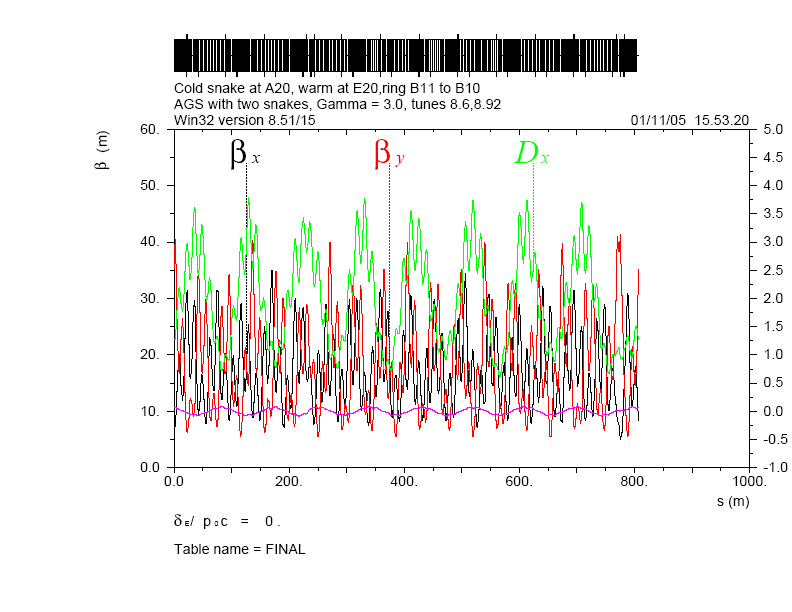 Cold snake at A20, warm at E20,ring B11 to B10
AGS with two snakes, Gamma = 3.0, tunes 8.6,8.92
Win32 version 8.51/15 01/11/05 15.53.20
β (m)
β x β y D x
60. 5.0
4.5
50. 4.0
3.5
40. 3.0
2.5
30. 2.0
1.5
20. 1.0
0.5
10. 0.0
-0.5
0.0 -1.0
0.0 200. 400. 600. 800. 1000.
s (m)
δE/ p0c = 0.
Table name = FINAL